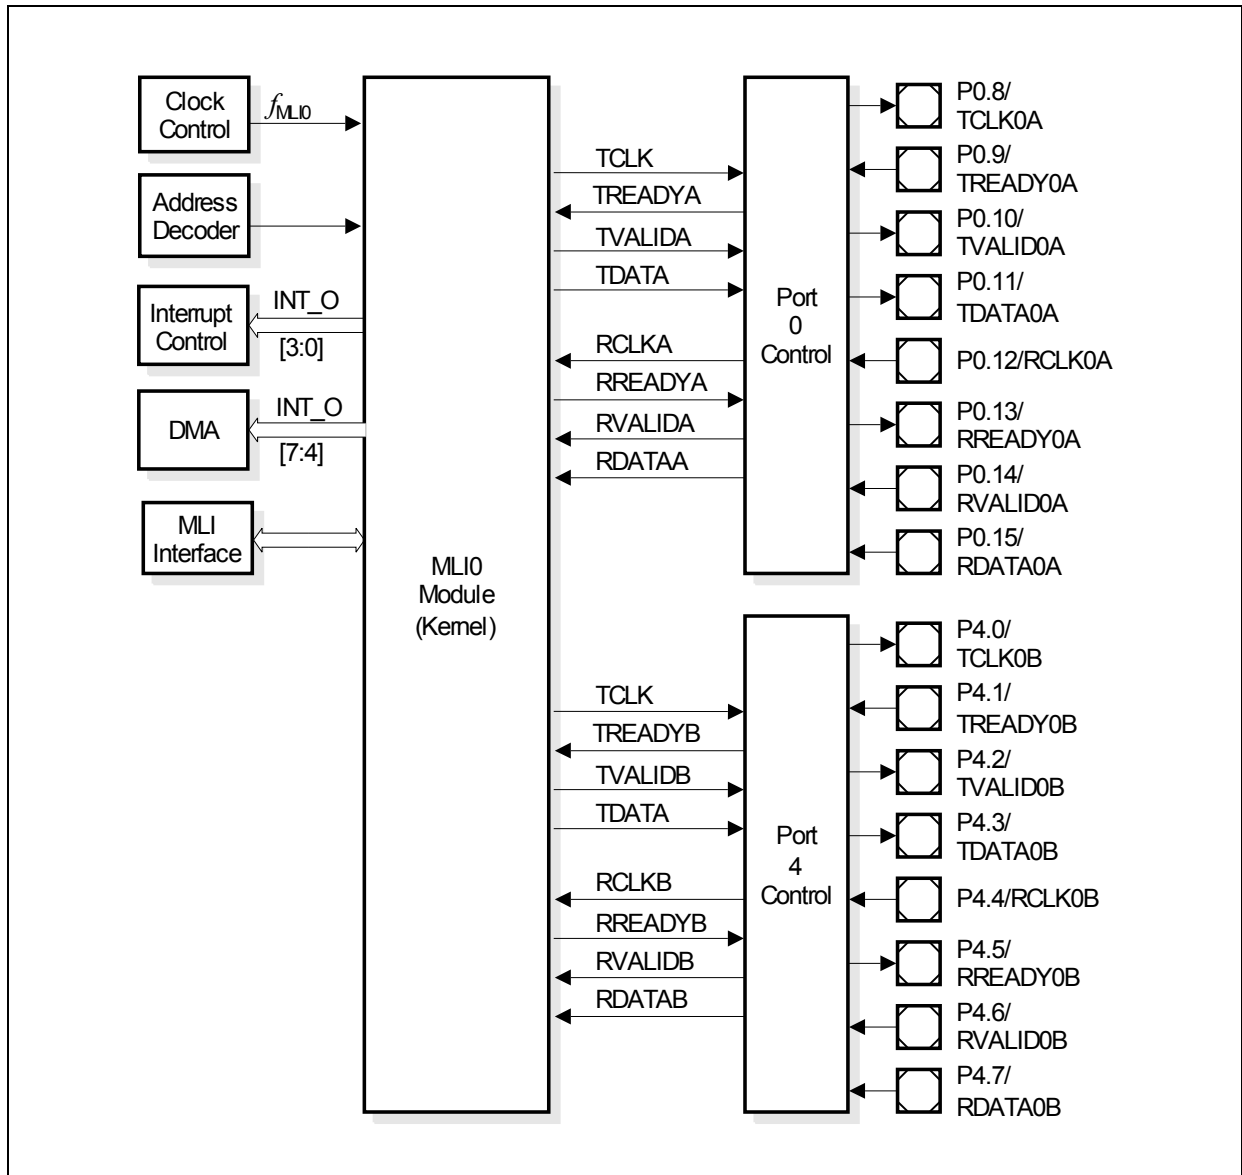 Clock
Control
fMLI0
Address
Decoder
Interrupt
Control
INT_O
[3:0]
DMA
INT_O
[7:4]
MLI
Interface
MLI0
Module
(Kernel)
TCLK
TREADYA
TVALIDA
TDATA
RCLKA
RREADYA
RVALIDA
RDATAA
TCLK
TREADYB
TVALIDB
TDATA
RCLKB
RREADYB
RVALIDB
RDATAB
Port
0
Control
Port
4
Control
P0.8/
TCLK0A
P0.9/
TREADY0A
P0.10/
TVALID0A
P0.11/
TDATA0A
P0.12/RCLK0A
P0.13/
RREADY0A
P0.14/
RVALID0A
P0.15/
RDATA0A
P4.0/
TCLK0B
P4.1/
TREADY0B
P4.2/
TVALID0B
P4.3/
TDATA0B
P4.4/RCLK0B
P4.5/
RREADY0B
P4.6/
RVALID0B
P4.7/
RDATA0B